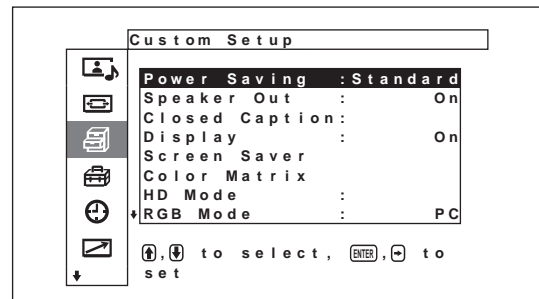 Custom Setup
Power Saving :Standard
Speaker Out : On
Closed Caption:
Display : On
Screen Saver
Color Matrix
HD Mode :
RGB Mode : PC
, to select, ENTER, to
set